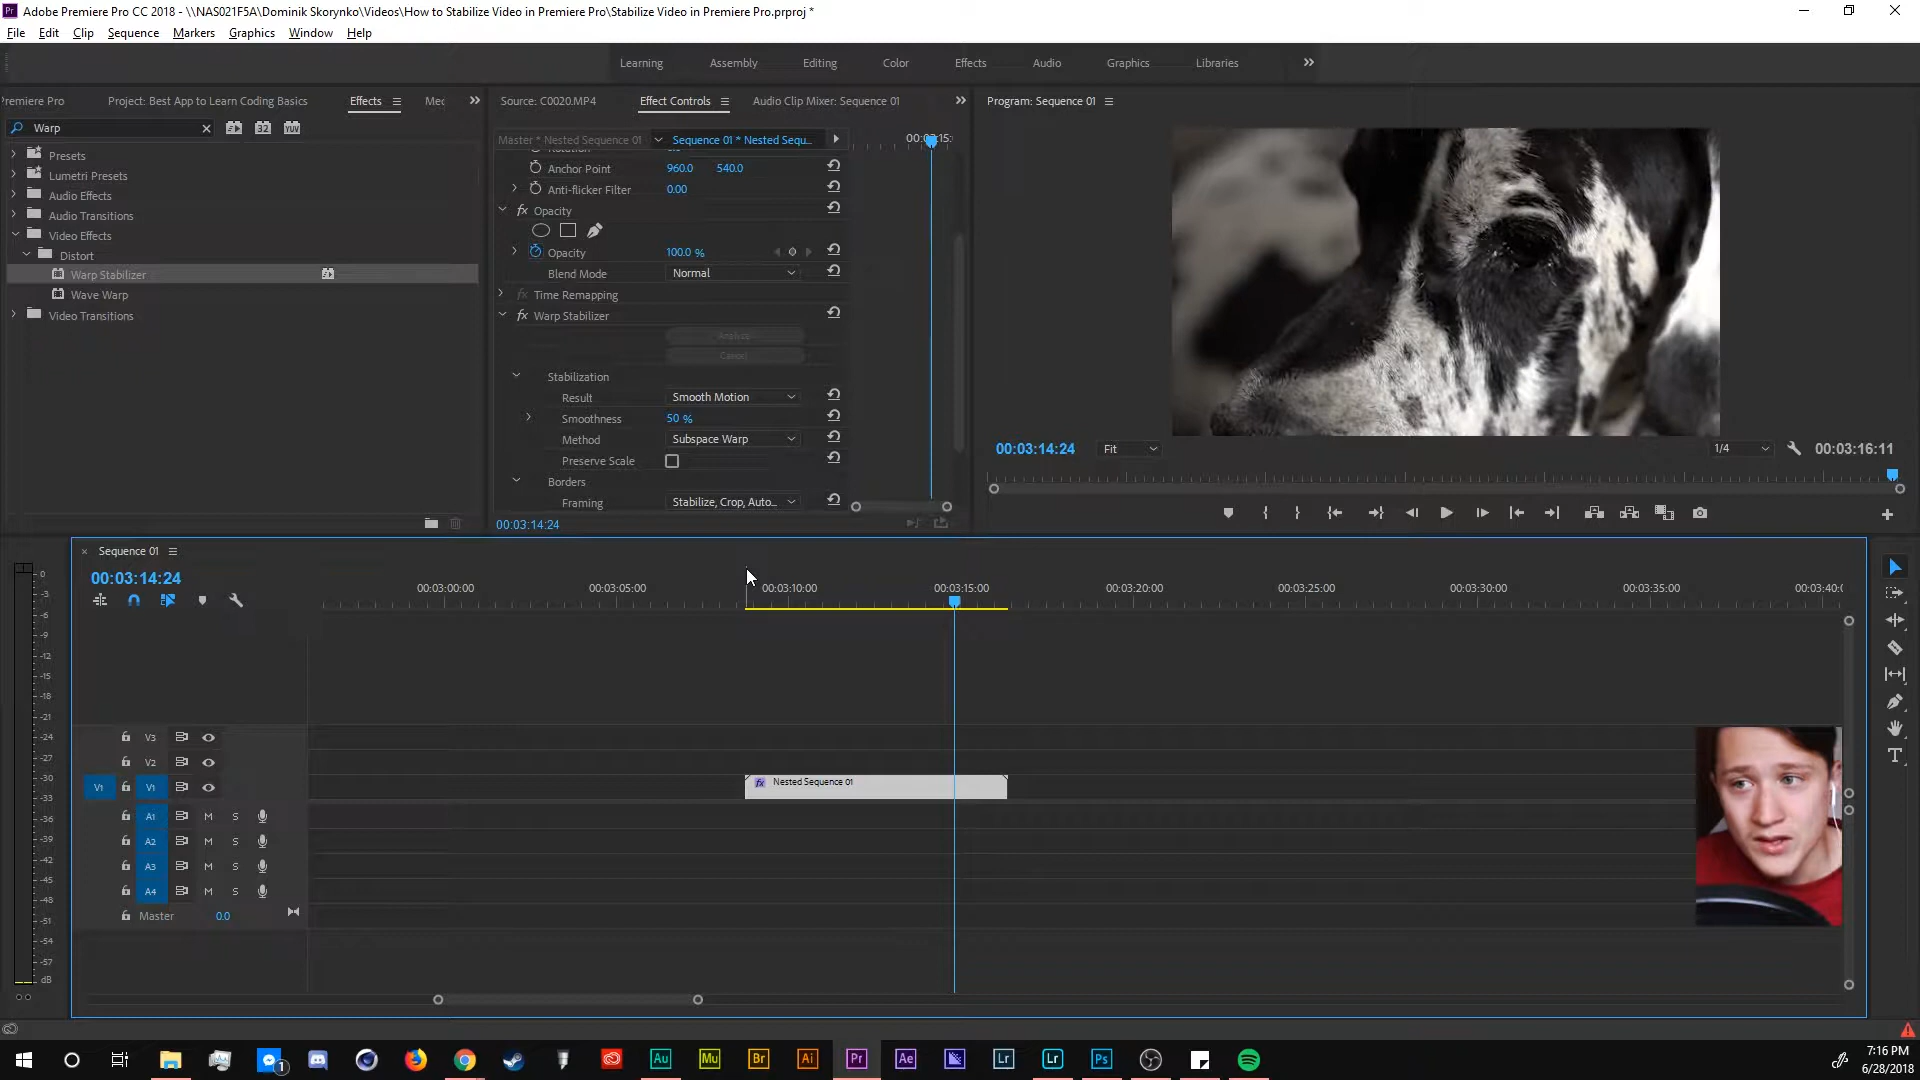 Adobe Premiere Pro CC 2018 - \\NAS021F5A\Dominik Skorynko\Videos\How to Stabilize Video in Premiere Pro\Stabilize Video in Premiere Pro.prproj *
File Edit Clip Sequence Markers Graphics Window Help
Learning Assembly Editing Color Effects Audio Graphics Libraries
remiere Pro Project: Best App to Learn Coding Basics Effects Mec
Warp
32 YUV
Presets
Lumetri Presets
Audio Effects
Audio Transitions
Video Effects
Distort
Warp Stabilizer
Wave Warp
Video Transitions
Source: C0020.MP4 Effect Controls Audio Clip Mixer: Sequence 01
Master * Nested Sequence 01 Sequence 01 * Nested Sequ...
Anchor Point 960.0 540.0
Anti-flicker Filter 0.00
fx Opacity
Opacity 100.0 %
Blend Mode Normal
fx Time Remapping
fx Warp Stabilizer
Analyze
Cancel
Stabilization
Result Smooth Motion
Smoothness 50 %
Method Subspace Warp
Preserve Scale
Borders
Framing Stabilize, Crop, Auto...
00:03:14:24
Program: Sequence 01
00:03:14:24 Fit 1/4 00:03:16:11
Sequence 01
00:03:14:24
00:03:00:00 00:03:05:00 00:03:10:00 00:03:15:00 00:03:20:00 00:03:25:00 00:03:30:00 00:03:35:00 00:03:40:0
V3
V2
V1 V1
fx Nested Sequence 01
A1 M S
A2 M S
A3 M S
A4 M S
Master 0.0
0
-3
-6
-9
-12
-15
-18
-21
-24
-27
-30
-33
-36
-39
-42
-45
-48
-51
-54
-57
dB
1 Au Mu Br Ai Pr Ae Lr Lr Ps
7:16 PM
6/28/2018